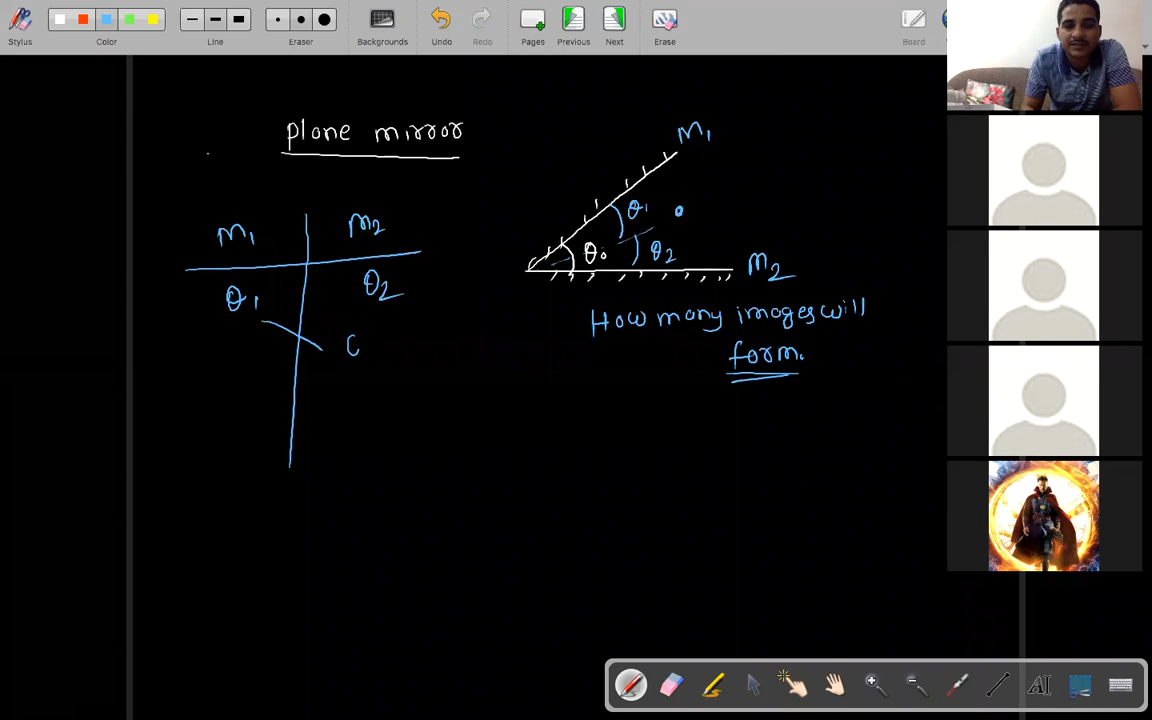 Stylus
Color
Line
Eraser
Backgrounds
Undo
Redo
Pages
Previous
Next
Erase
Board
plane mirror
M1
M1
M2
θ1
θ0
θ2
M2
θ1
θ2
How many images will
form.